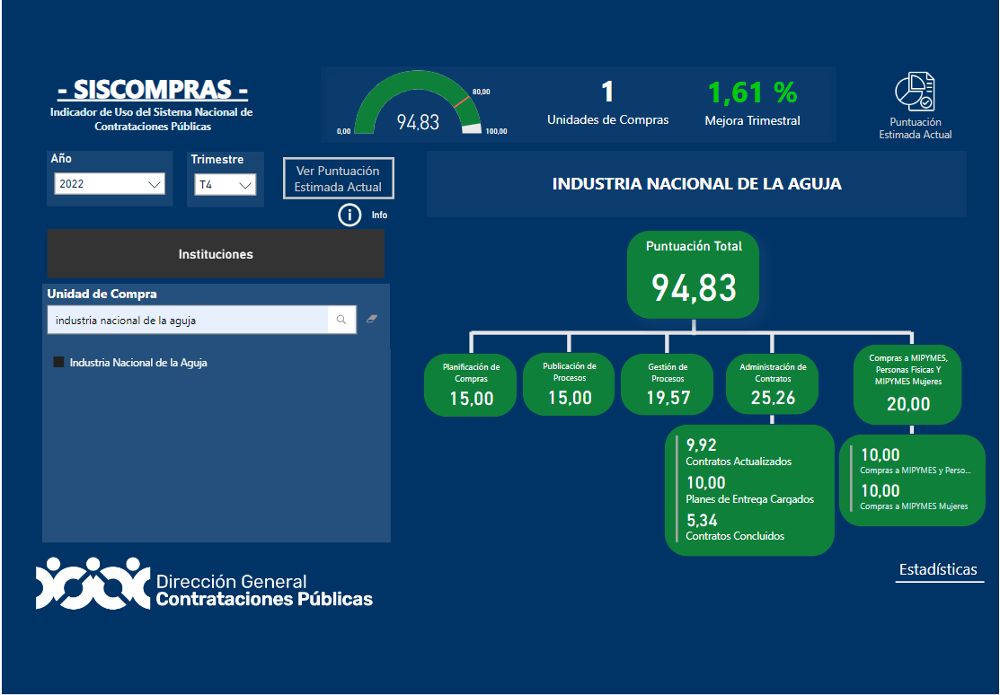 - SISCOMPRAS -
Indicador de Uso del Sistema Nacional de
Contrataciones Públicas
80,00
94,83
0,00
100,00
1
Unidades de Compras
1,61 %
Mejora Trimestral
Puntuación
Estimada Actual
Año
2022
Trimestre
T4
Ver Puntuación
Estimada Actual
i
Info
INDUSTRIA NACIONAL DE LA AGUJA
Instituciones
Unidad de Compra
industria nacional de la aguja
Industria Nacional de la Aguja
Puntuación Total
94,83
Planificación de
Compras
15,00
Publicación de
Procesos
15,00
Gestión de
Procesos
19,57
Administración de
Contratos
25,26
Compras a MIPYMES,
Personas Fisicas Y
MIPYMES Mujeres
20,00
9,92
Contratos Actualizados
10,00
Planes de Entrega Cargados
5,34
Contratos Concluidos
10,00
Compras a MIPYMES y Perso...
10,00
Compras a MIPYMES Mujeres
Estadísticas
Dirección General
Contrataciones Públicas